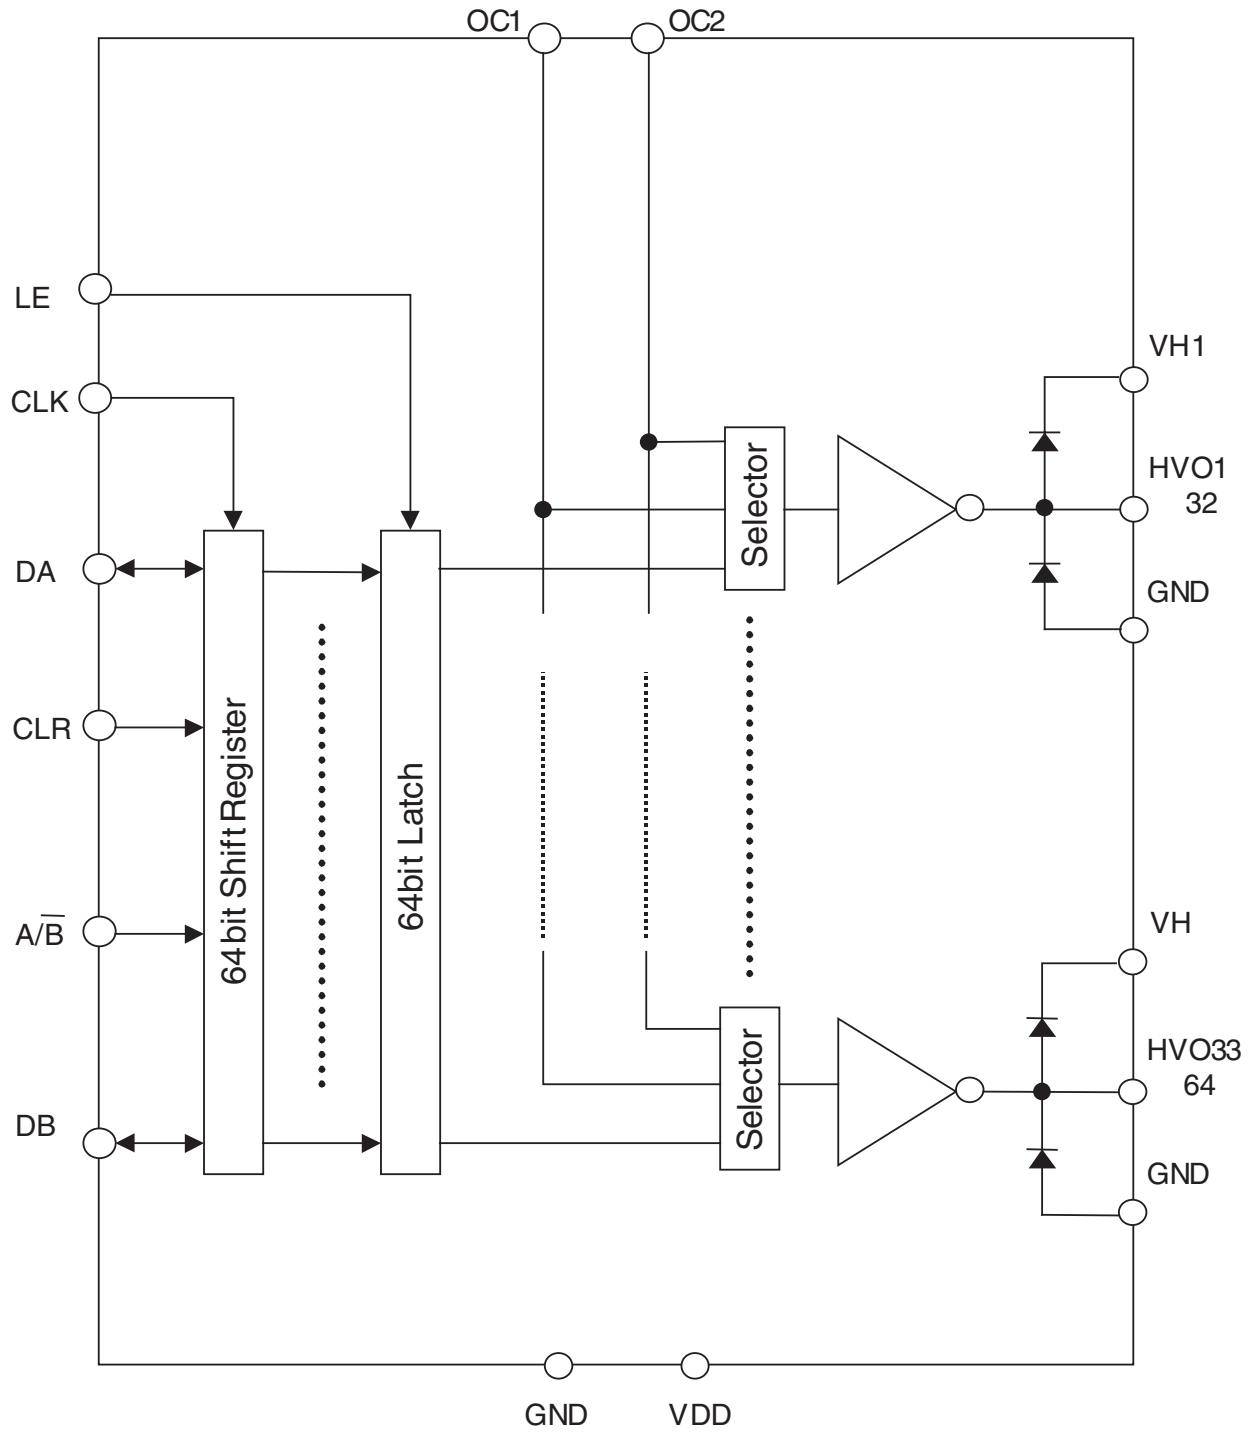 OC1
OC2
LE
CLK
DA
CLR
A/B̅
DB
64bit Shift Register
64bit Latch
Selector
Selector
VH1
HVO1
32
GND
VH
HVO33
64
GND
GND
VDD